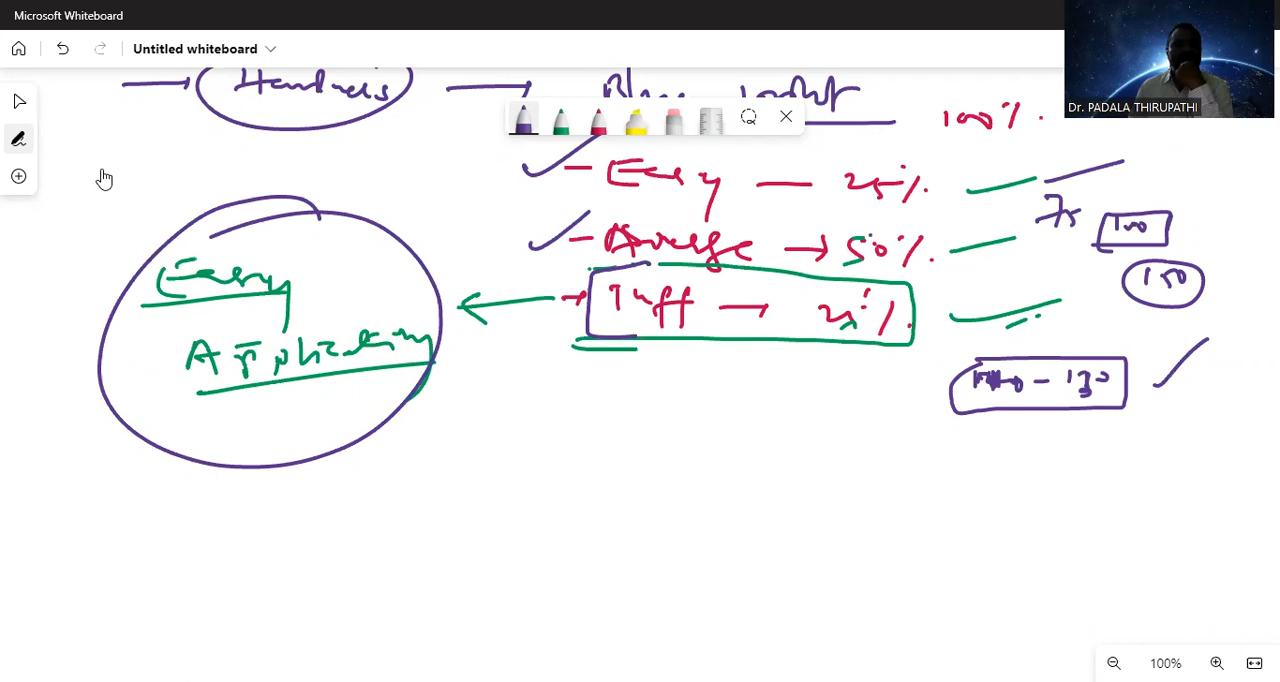 Microsoft Whiteboard
Untitled whiteboard
Dr. PADALA THIRUPATHI
100%.
- Easy — 25%.
75
100
- Average → 50%.
150
Easy
→ Tuff — 25%.
Application
- 130
100%